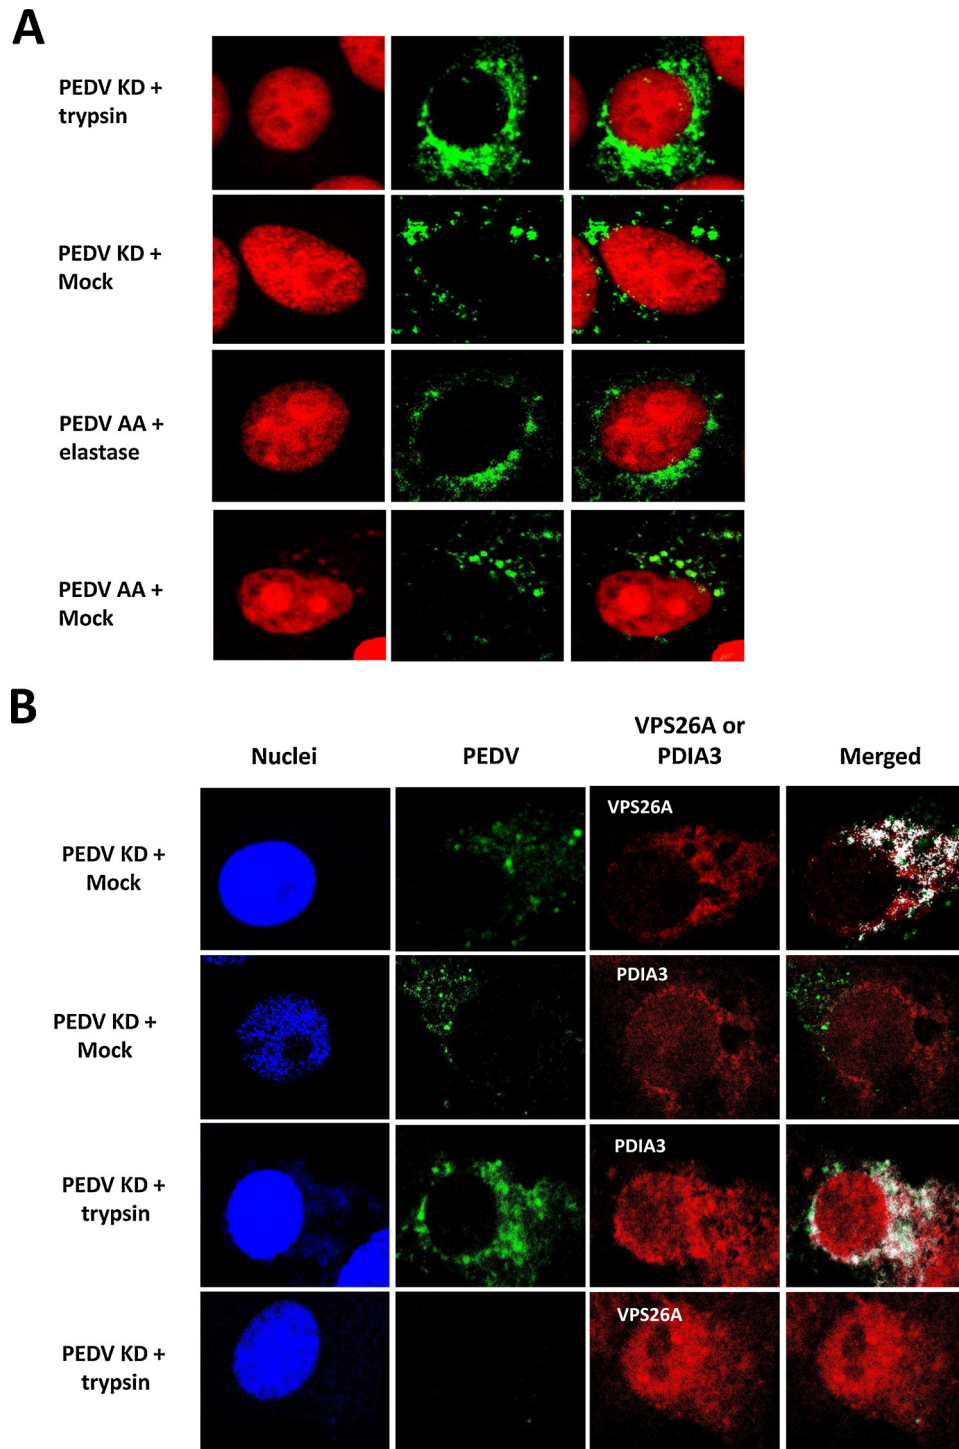 A
PEDV KD +
trypsin
PEDV KD +
Mock
PEDV AA +
elastase
PEDV AA +
Mock
B
Nuclei
PEDV
VPS26A or
PDIA3
Merged
PEDV KD +
Mock
VPS26A
PEDV KD +
Mock
PDIA3
PEDV KD +
trypsin
PDIA3
PEDV KD +
trypsin
VPS26A